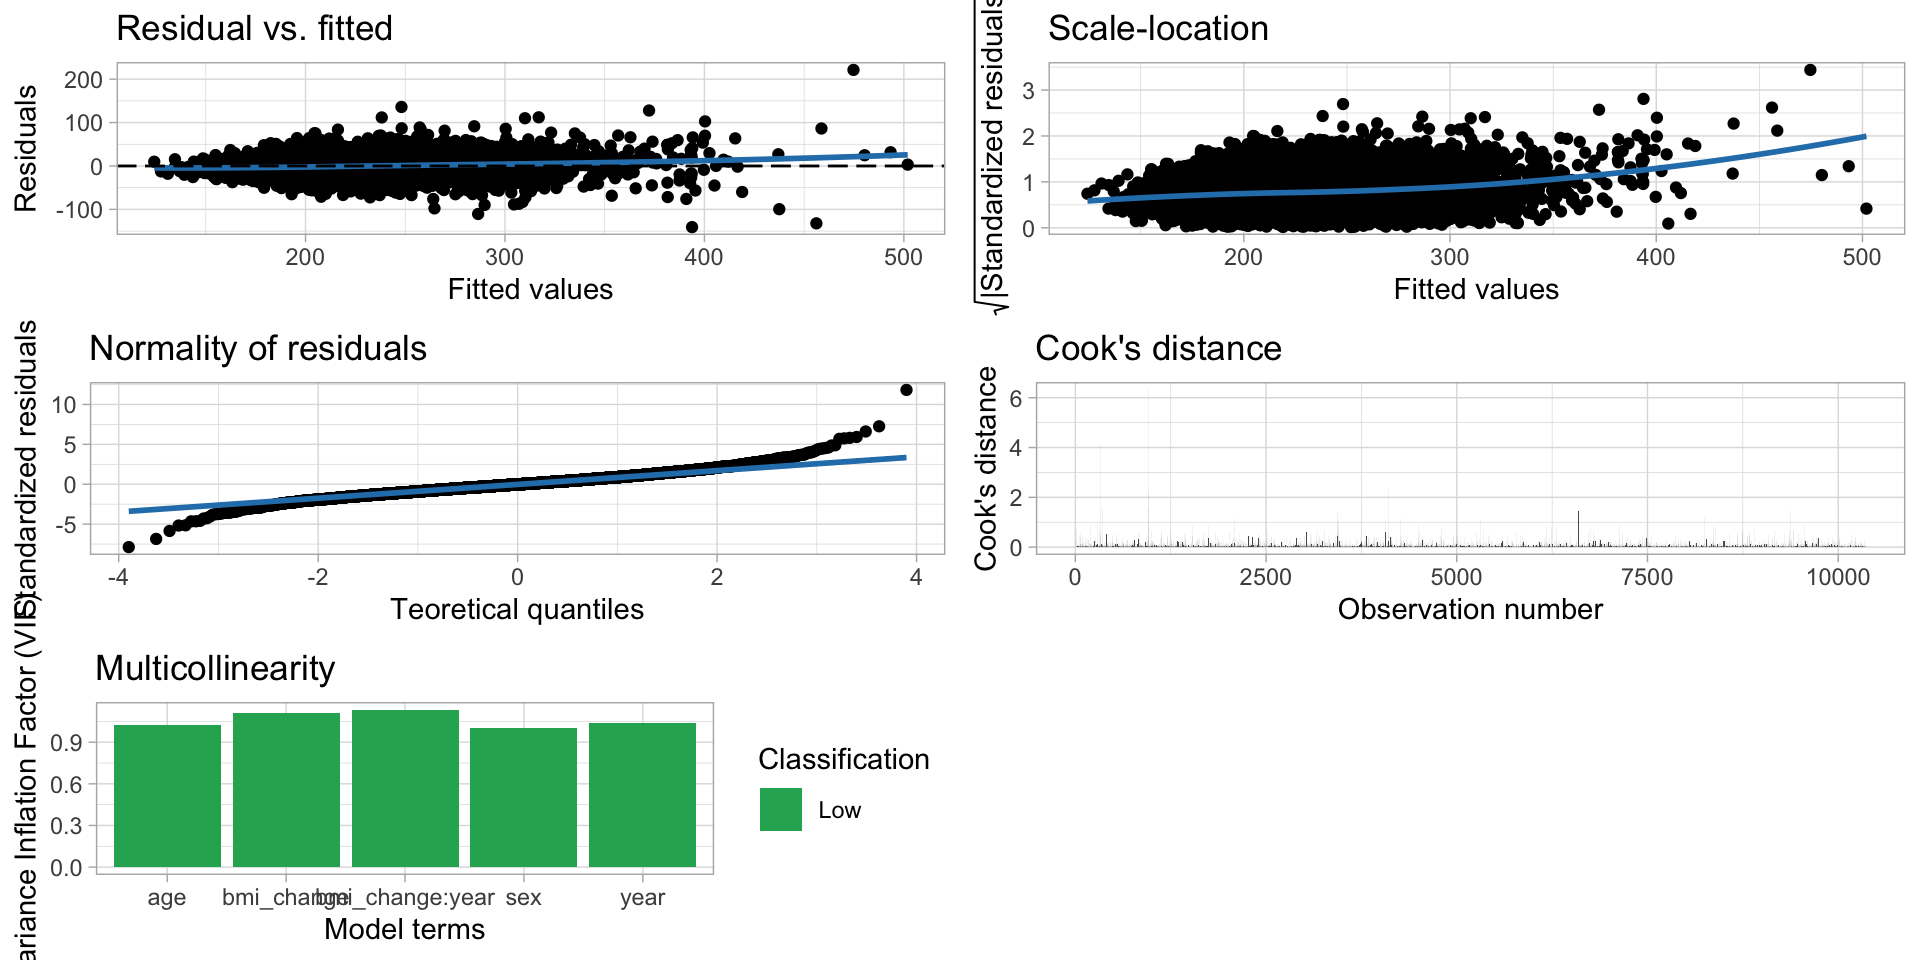 Residual vs. fitted
Residuals
200
100
0
-100
200
300
400
500
Fitted values
Scale-location
√|Standardized residuals
3
2
1
0
200
300
400
500
Fitted values
Normality of residuals
Standardized residuals
10
5
0
-5
-4
-2
0
2
4
Teoretical quantiles
Cook's distance
Cook's distance
6
4
2
0
0
2500
5000
7500
10000
Observation number
Multicollinearity
ariance Inflation Factor (VIF)
0.9
0.6
0.3
0.0
age
bmi_change
bmi_change:year
sex
year
Model terms
Classification
Low